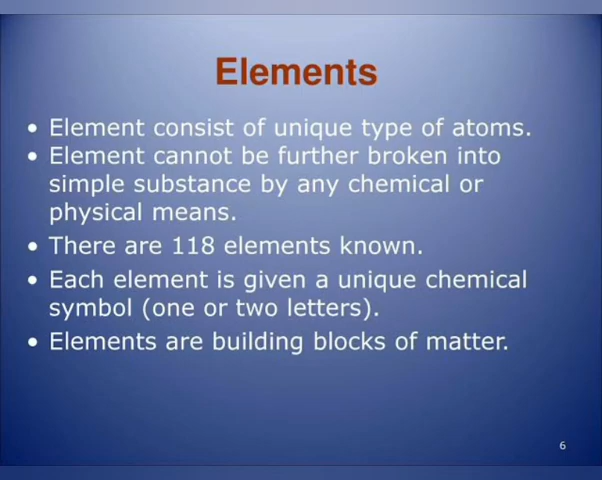 Elements
• Element consist of unique type of atoms.
• Element cannot be further broken into
simple substance by any chemical or
physical means.
• There are 118 elements known.
• Each element is given a unique chemical
symbol (one or two letters).
• Elements are building blocks of matter.
6